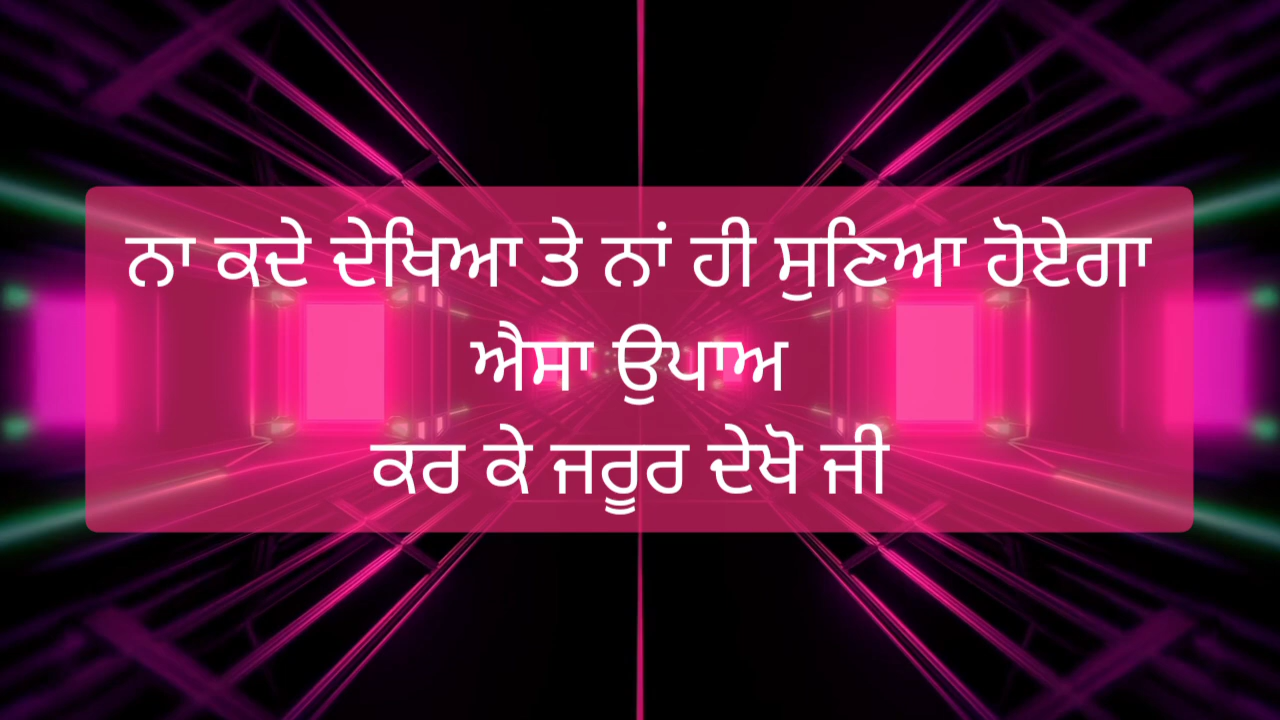 ਨਾ ਕਦੇ ਦੇਖਿਆ ਤੇ ਨਾਂ ਹੀ ਸੁਣਿਆ ਹੋਏਗਾ
ਐਸਾ ਉਪਾਅ
ਕਰ ਕੇ ਜਰੂਰ ਦੇਖੋ ਜੀ